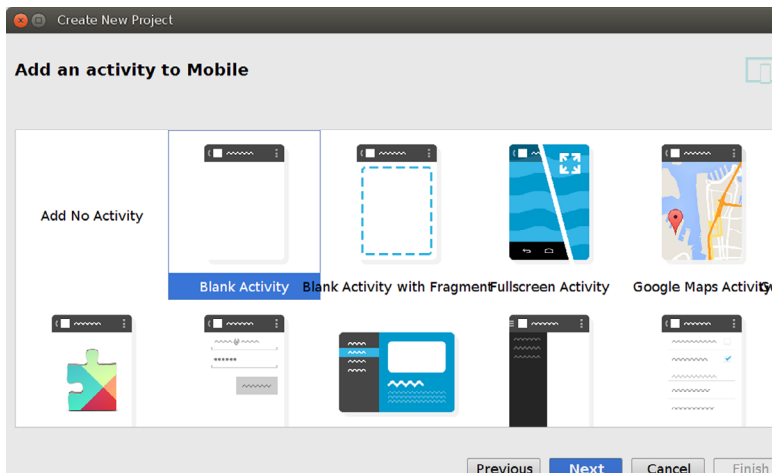 Create New Project
Add an activity to Mobile
Add No Activity
Blank Activity
Blank Activity with Fragment
Fullscreen Activity
Google Maps Activity
Previous
Next
Cancel
Finish